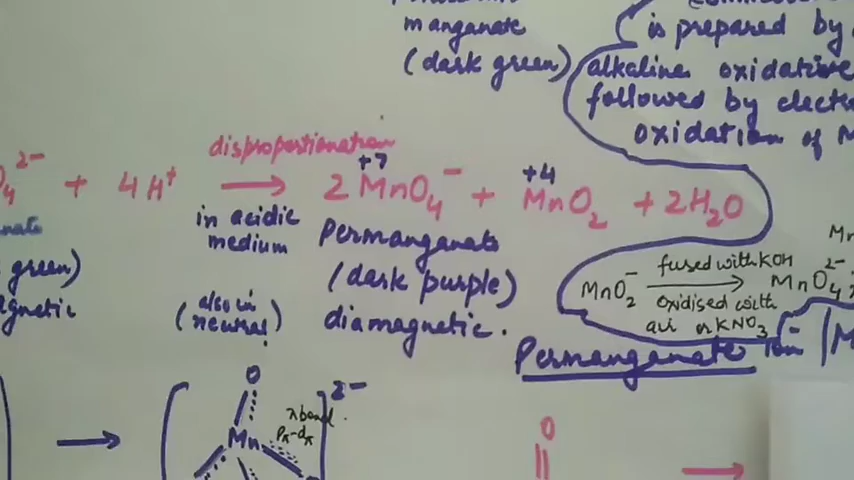 manganate
(dark green)
is prepared by
alkaline oxidative
followed by
oxidation of
disproportionation
+7 +4
4²⁻ + 4H⁺ → 2MnO₄⁻ + MnO₂ + 2H₂O
in acidic
medium
(also in
neutral)
Permanganate
(dark purple)
diamagnetic.
green)
MnO₂⁻ fused with KOH → MnO₄²⁻
oxidised with
air or KNO₃
Permanganate ion
O
Mn
π bond
Pπ-dπ
2-
O